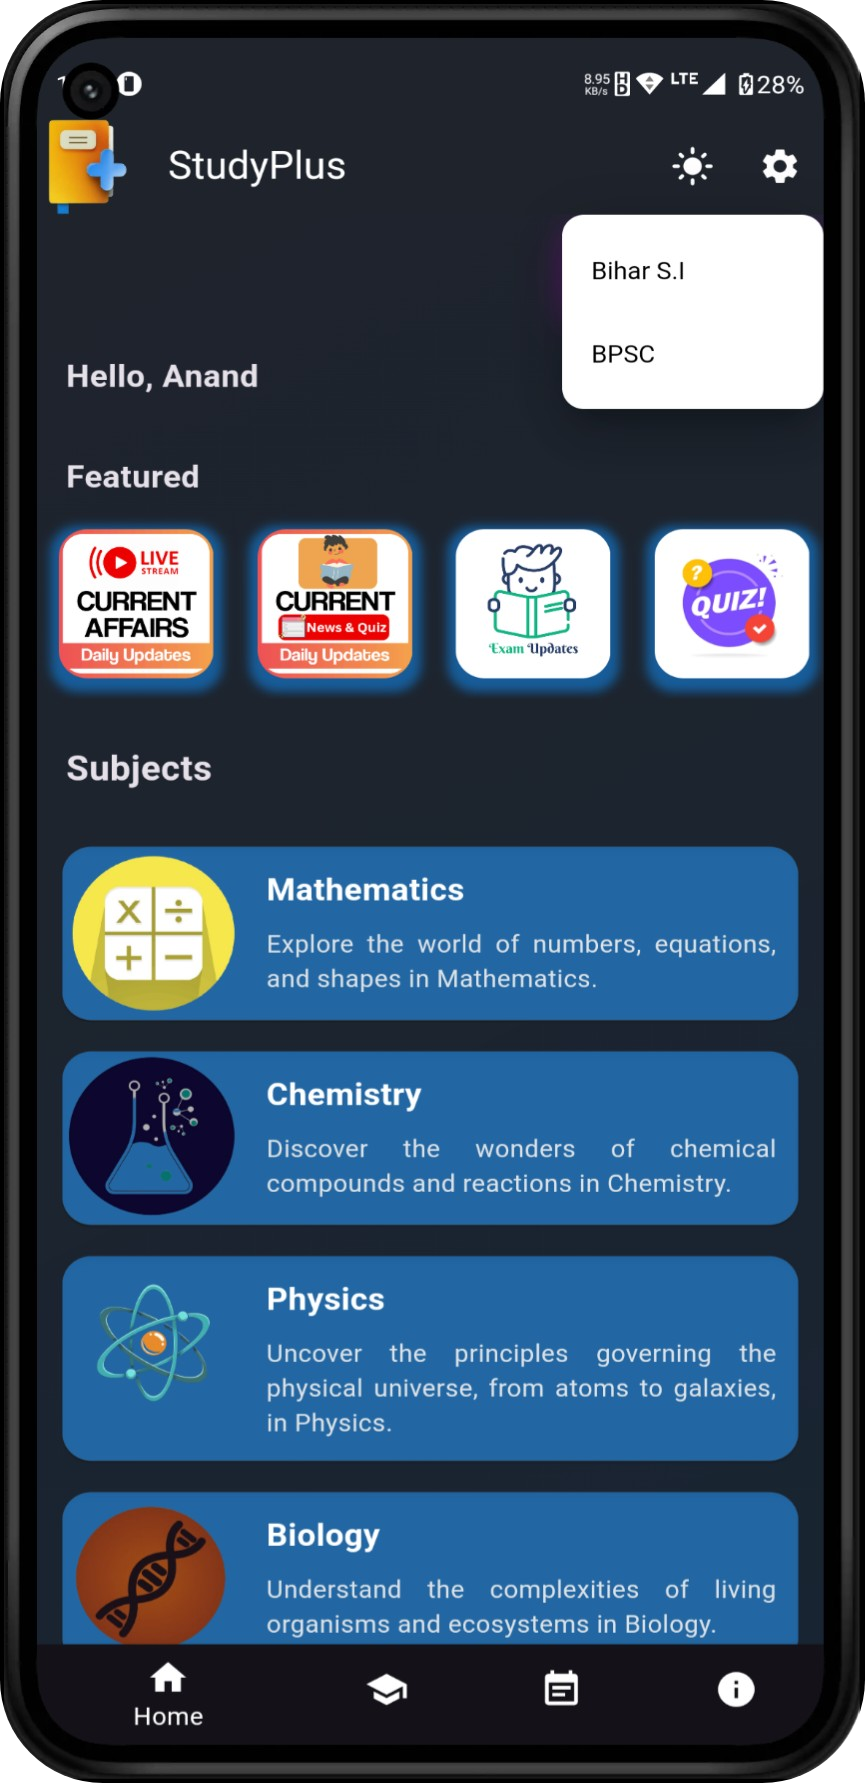 8.95 KB/s HD LTE 28%
StudyPlus
Bihar S.I
BPSC
Hello, Anand
Featured
LIVE
STREAM
CURRENT
AFFAIRS
Daily Updates
CURRENT
News & Quiz
Daily Updates
Exam Updates
?
QUIZ!
Subjects
Mathematics
Explore the world of numbers, equations,
and shapes in Mathematics.
Chemistry
Discover the wonders of chemical
compounds and reactions in Chemistry.
Physics
Uncover the principles governing the
physical universe, from atoms to galaxies,
in Physics.
Biology
Understand the complexities of living
organisms and ecosystems in Biology.
Home